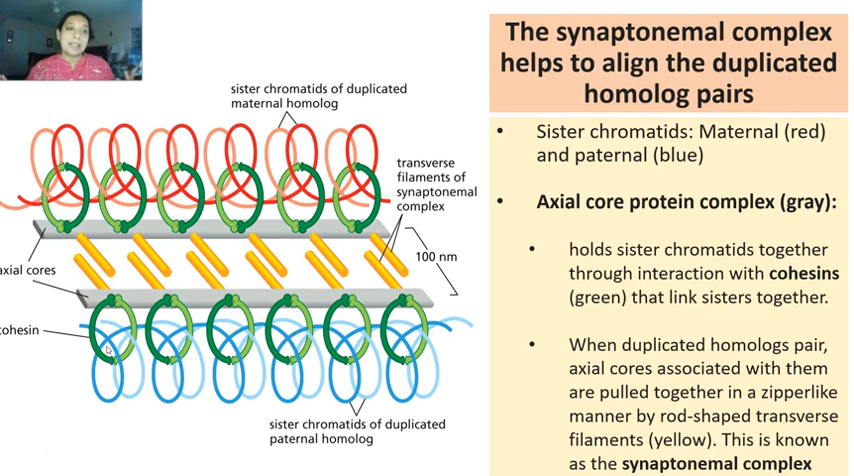 The synaptonemal complex
helps to align the duplicated
homolog pairs
sister chromatids of duplicated
maternal homolog
transverse
filaments of
synaptonemal
complex
100 nm
axial cores
cohesin
sister chromatids of duplicated
paternal homolog
• Sister chromatids: Maternal (red)
and paternal (blue)
• Axial core protein complex (gray):
• holds sister chromatids together
through interaction with cohesins
(green) that link sisters together.
• When duplicated homologs pair,
axial cores associated with them
are pulled together in a zipperlike
manner by rod-shaped transverse
filaments (yellow). This is known
as the synaptonemal complex